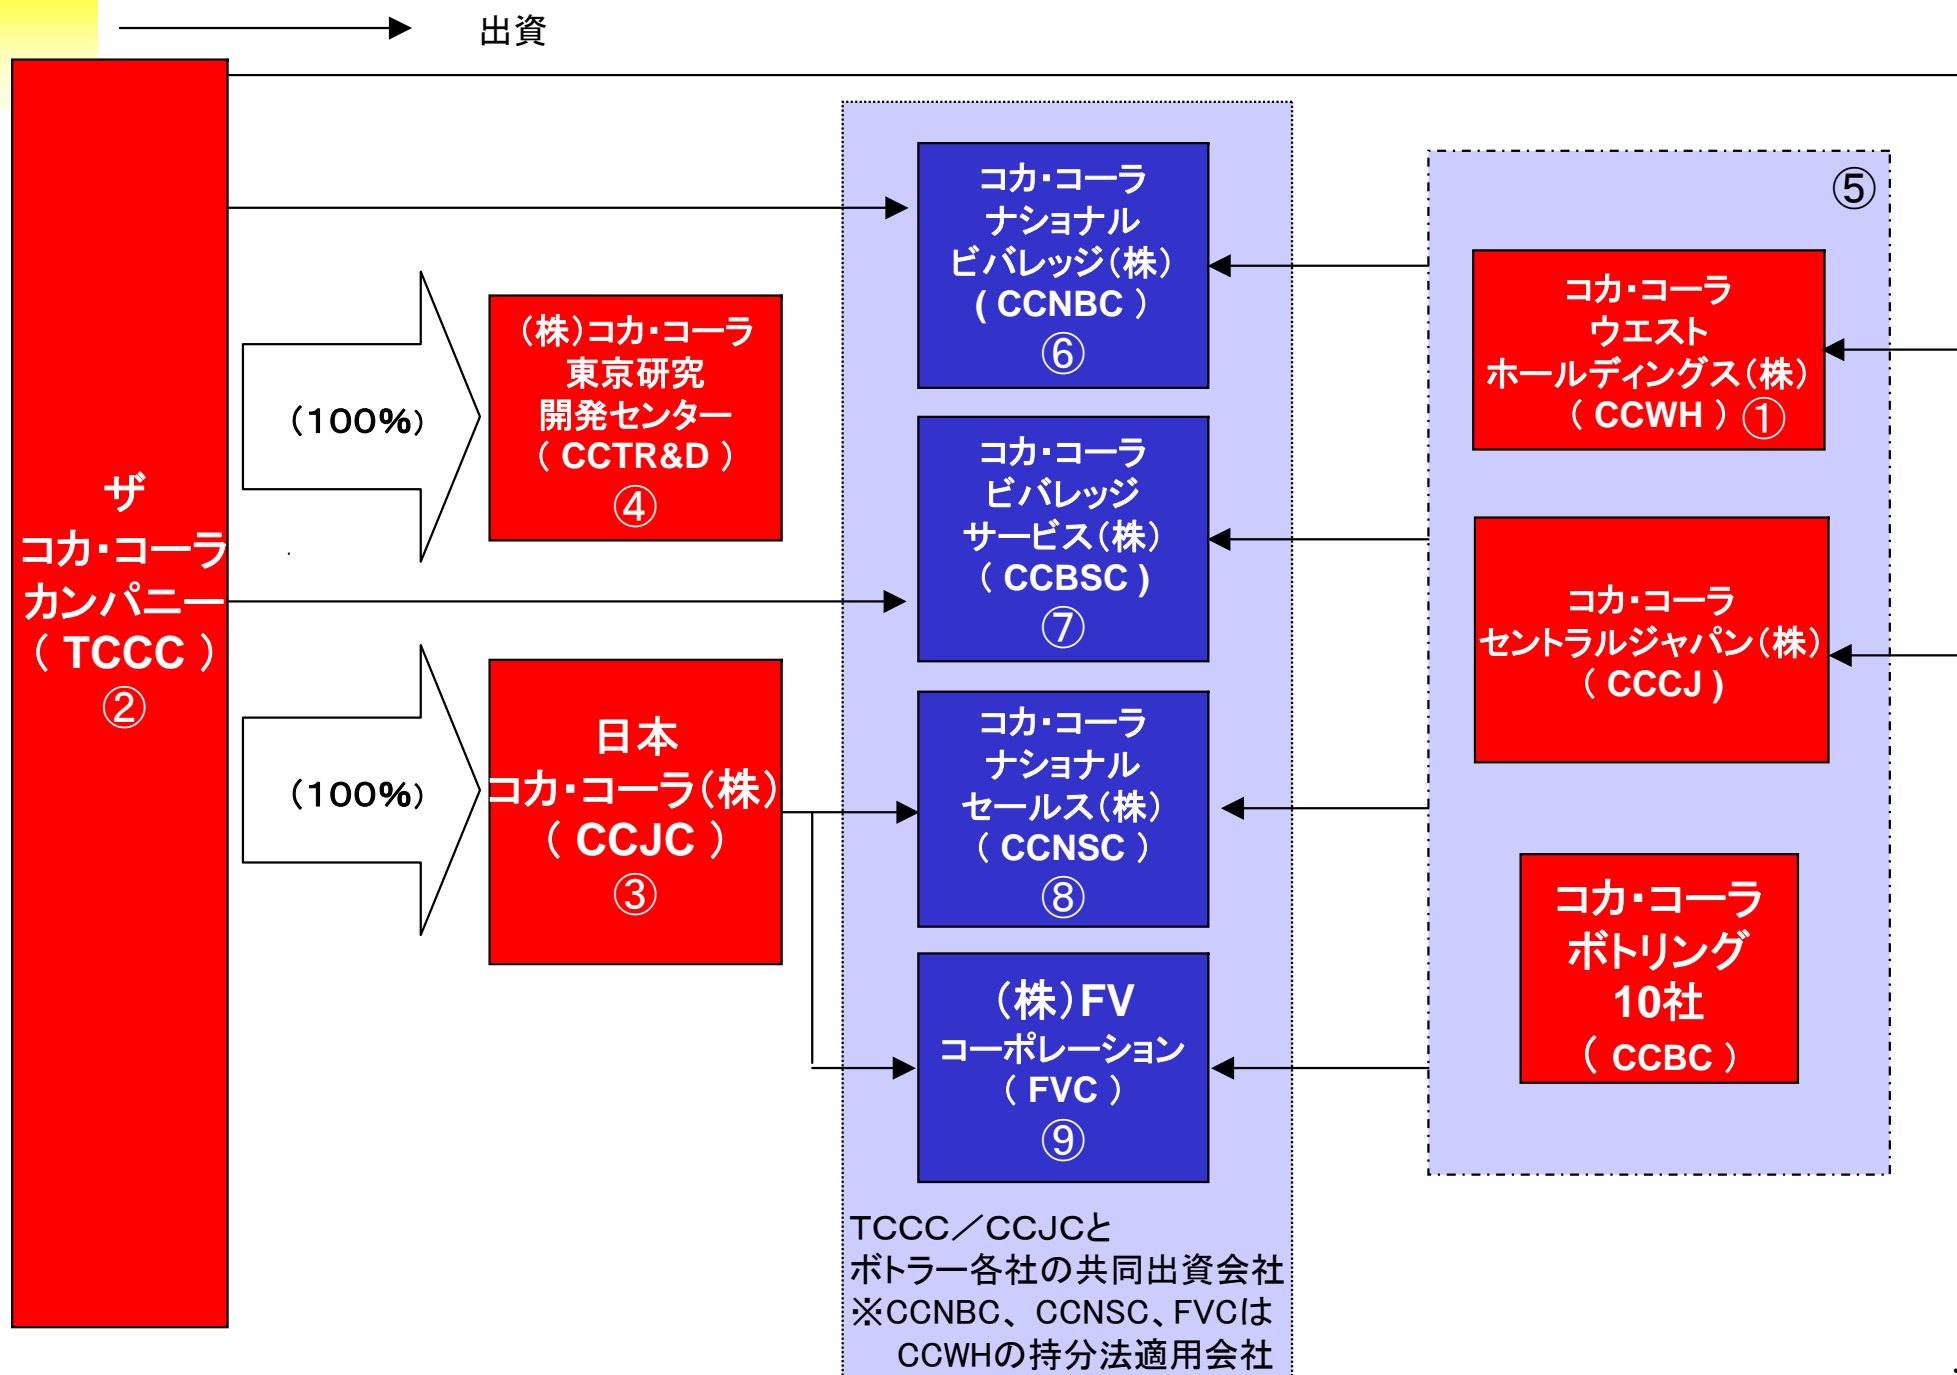 出資
ザ
コカ・コーラ
カンパニー
（ TCCC ）
②
（100%）
（株）コカ・コーラ
東京研究
開発センター
（ CCTR&D ）
④
（100%）
日本
コカ・コーラ（株）
（ CCJC ）
③
コカ・コーラ
ナショナル
ビバレッジ（株）
( CCNBC ）
⑥
コカ・コーラ
ビバレッジ
サービス（株）
（ CCBSC )
⑦
コカ・コーラ
ナショナル
セールス（株）
（ CCNSC ）
⑧
（株）FV
コーポレーション
（ FVC ）
⑨
TCCC／CCJCと
ボトラー各社の共同出資会社
※CCNBC、CCNSC、FVCは
CCWHの持分法適用会社
⑤
コカ・コーラ
ウエスト
ホールディングス（株）
（ CCWH ）①
コカ・コーラ
セントラルジャパン（株）
（ CCCJ )
コカ・コーラ
ボトリング
10社
（ CCBC ）